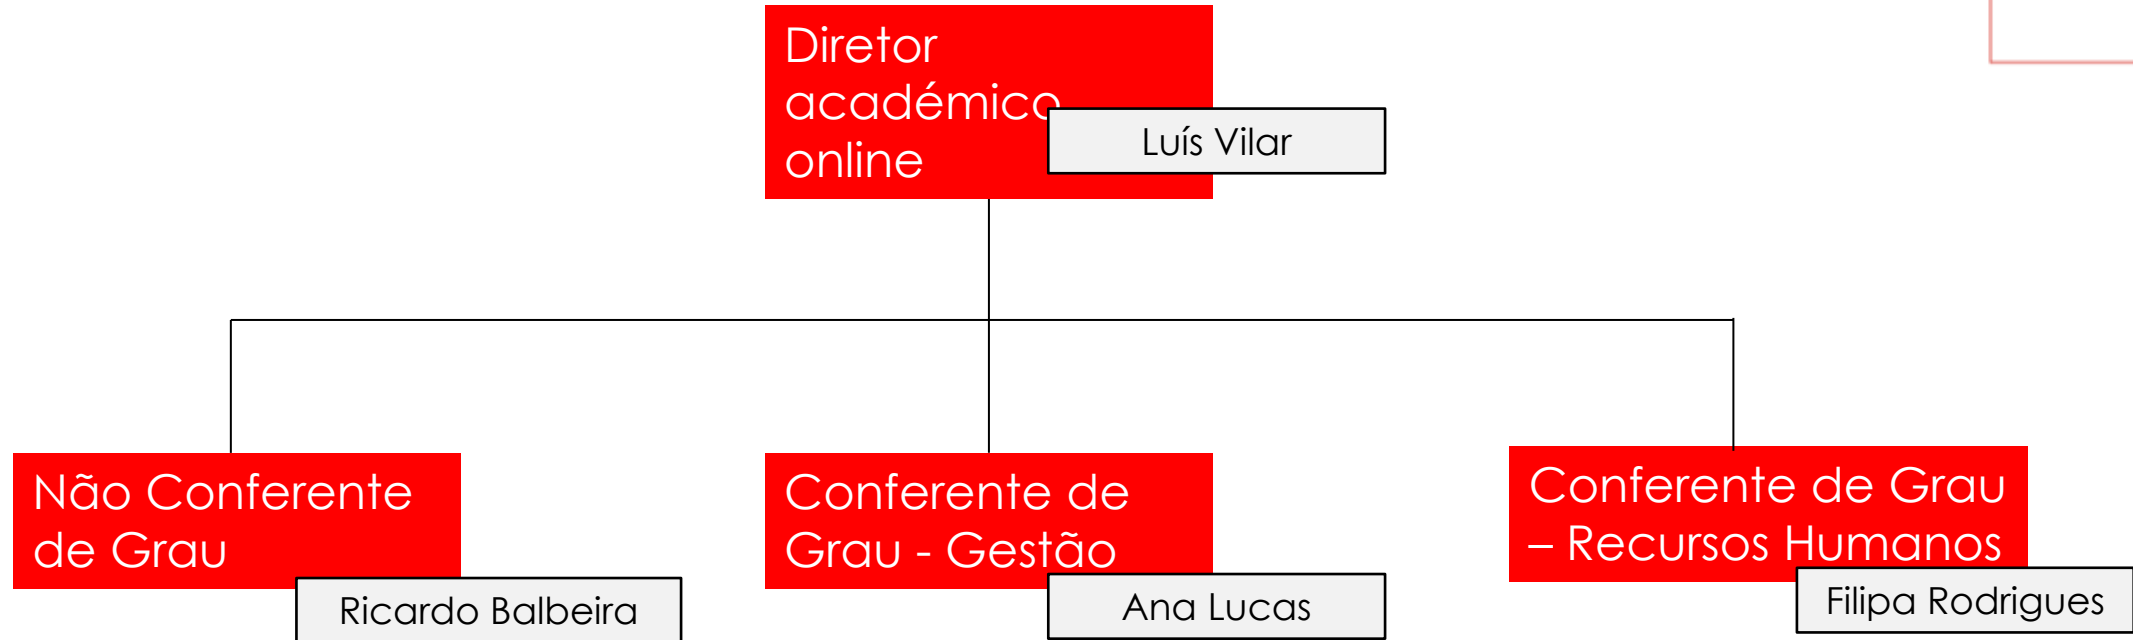 Diretor
académico
online
Luís Vilar
Não Conferente
de Grau
Ricardo Balbeira
Conferente de
Grau - Gestão
Ana Lucas
Conferente de Grau
– Recursos Humanos
Filipa Rodrigues